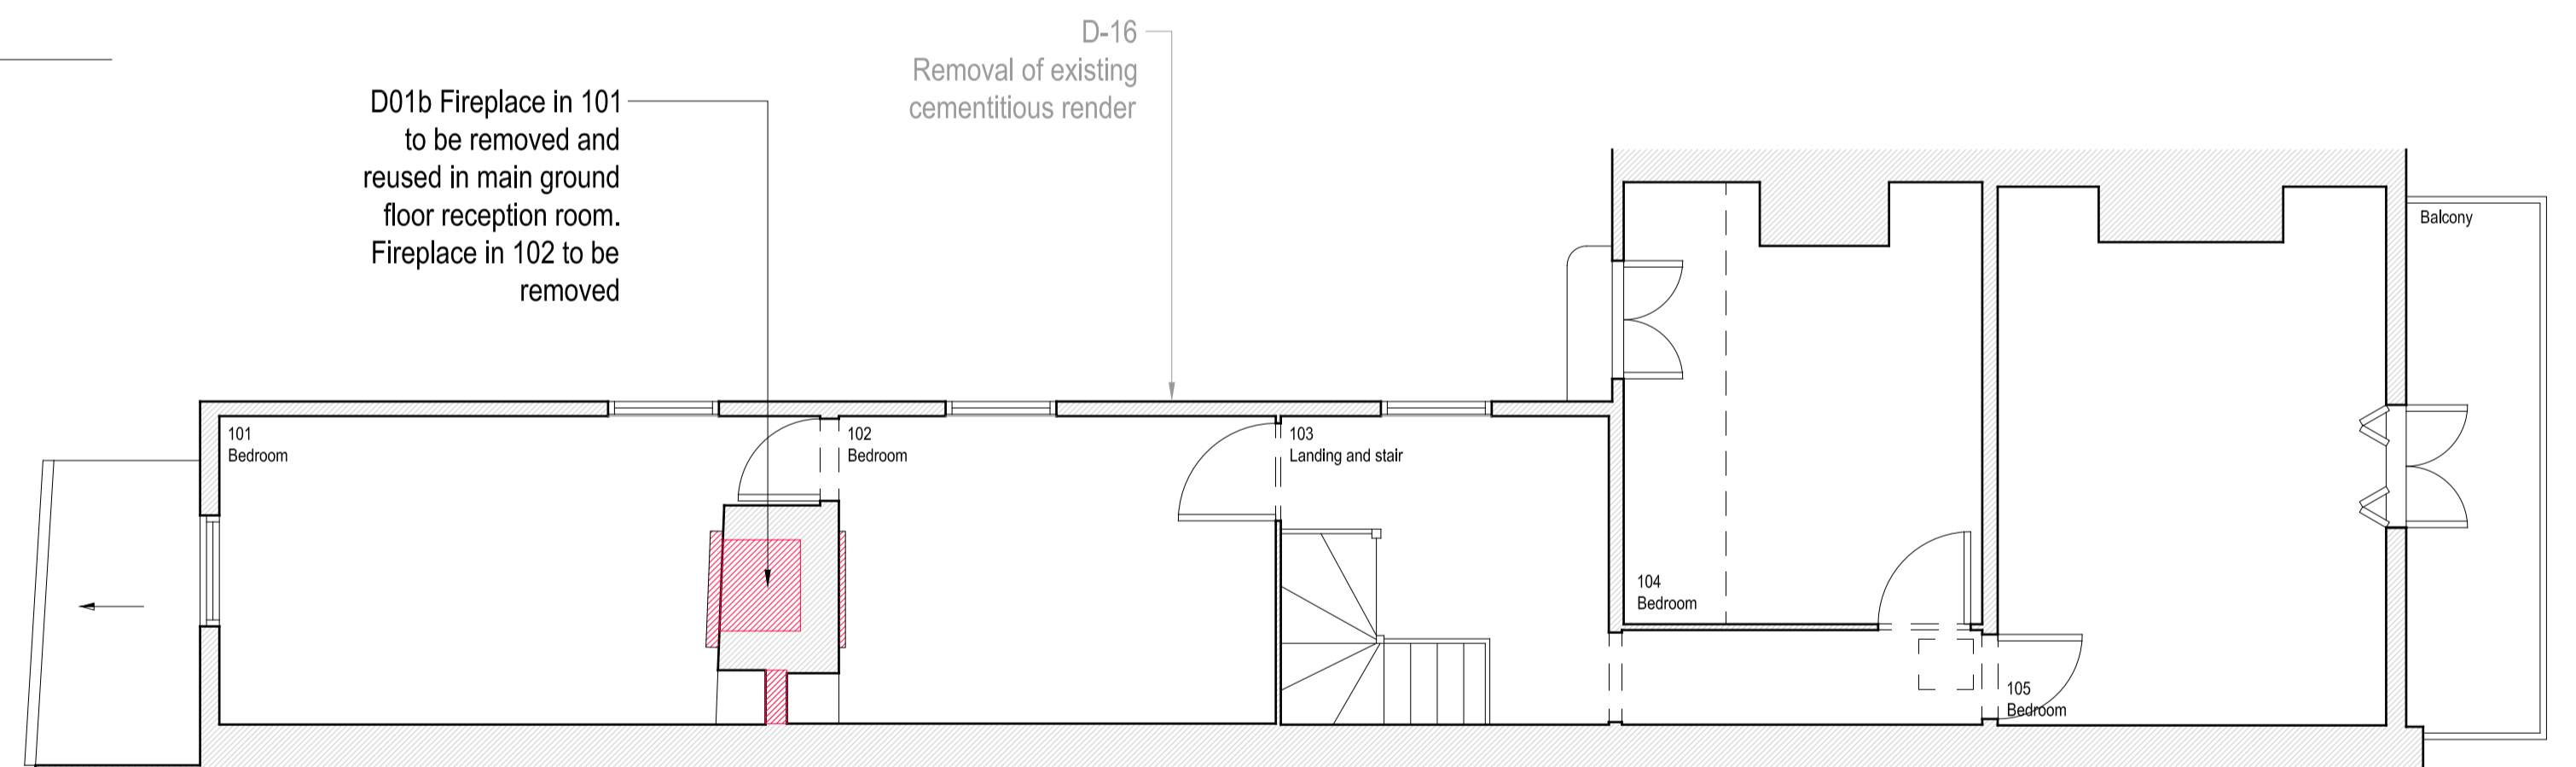 D-16
Removal of existing
cementitious render
D01b Fireplace in 101
to be removed and
reused in main ground
floor reception room.
Fireplace in 102 to be
removed
Balcony
101
Bedroom
102
Bedroom
103
Landing and stair
104
Bedroom
105
Bedroom